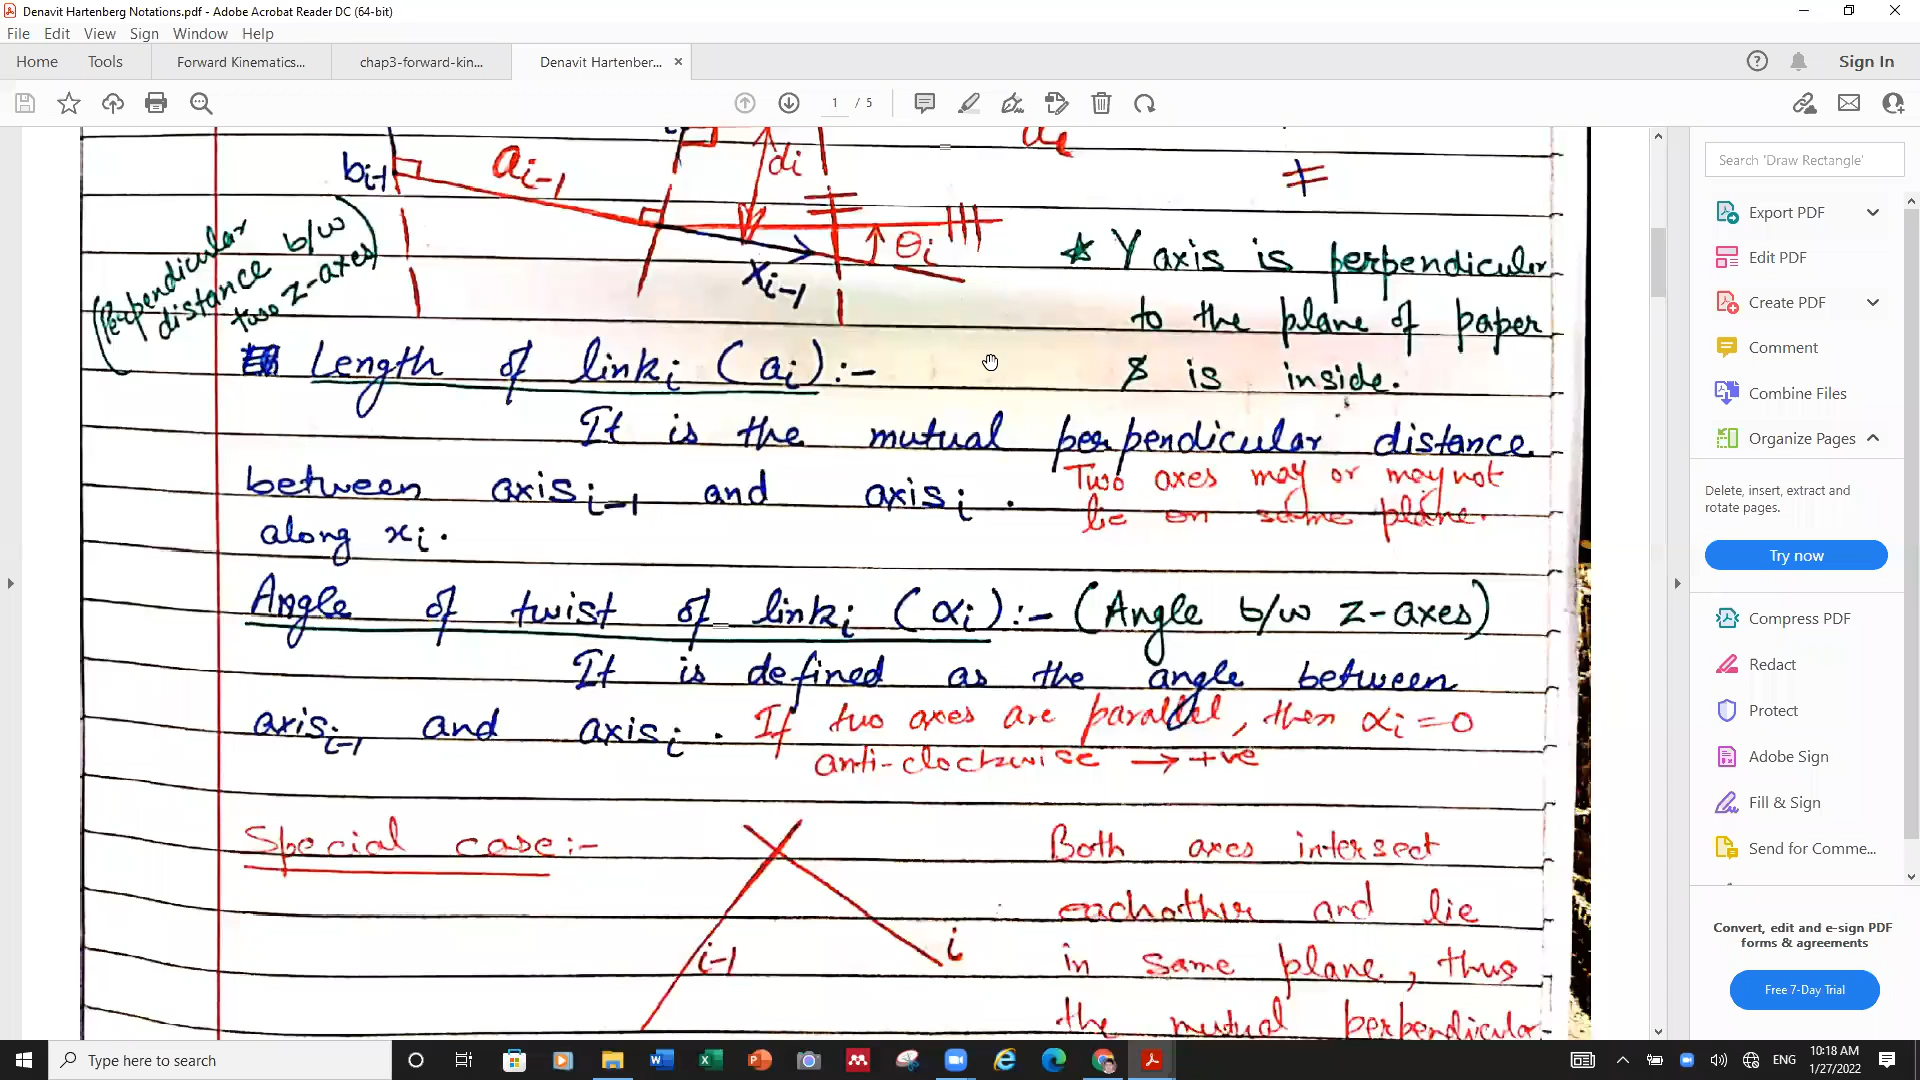 Denavit Hartenberg Notations.pdf - Adobe Acrobat Reader DC (64-bit)
File Edit View Sign Window Help
Home Tools Forward Kinematics... chap3-forward-kin... Denavit Hartenber... ×
Sign In
1 / 5
bi-1 ai-1 di
θi
xi-1
(Perpendicular
distance b/w
two z-axes)
* Y axis is perpendicular
to the plane of paper
& is inside.
Length of linki (ai):-
It is the mutual perpendicular distance
between axisi-1 and axisi.
Two axes may or may not
lie on same plane.
along xi.
Angle of twist of linki (αi):- (Angle b/w z-axes)
It is defined as the angle between
axisi-1 and axisi. If two axes are parallel, then αi=0
anti-clockwise → +ve
Special case:-
i-1
i
Both axes intersect
eachother and lie
in same plane, thus
the mutual perpendicular
Search 'Draw Rectangle'
Export PDF
Edit PDF
Create PDF
Comment
Combine Files
Organize Pages
Delete, insert, extract and
rotate pages.
Try now
Compress PDF
Redact
Protect
Adobe Sign
Fill & Sign
Send for Comme...
Convert, edit and e-sign PDF
forms & agreements
Free 7-Day Trial
Type here to search
ENG
10:18 AM
1/27/2022